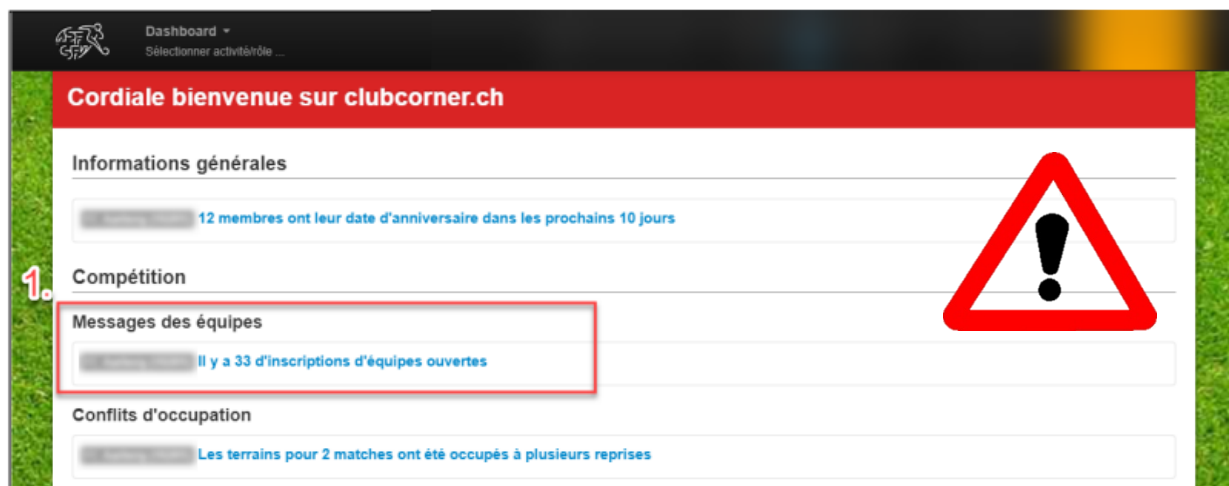 ASF
SFV
Dashboard
Sélectionner activité/rôle ...
Cordiale bienvenue sur clubcorner.ch
Informations générales
12 membres ont leur date d'anniversaire dans les prochains 10 jours
1.
Compétition
Messages des équipes
Il y a 33 d'inscriptions d'équipes ouvertes
Conflits d'occupation
Les terrains pour 2 matches ont été occupés à plusieurs reprises